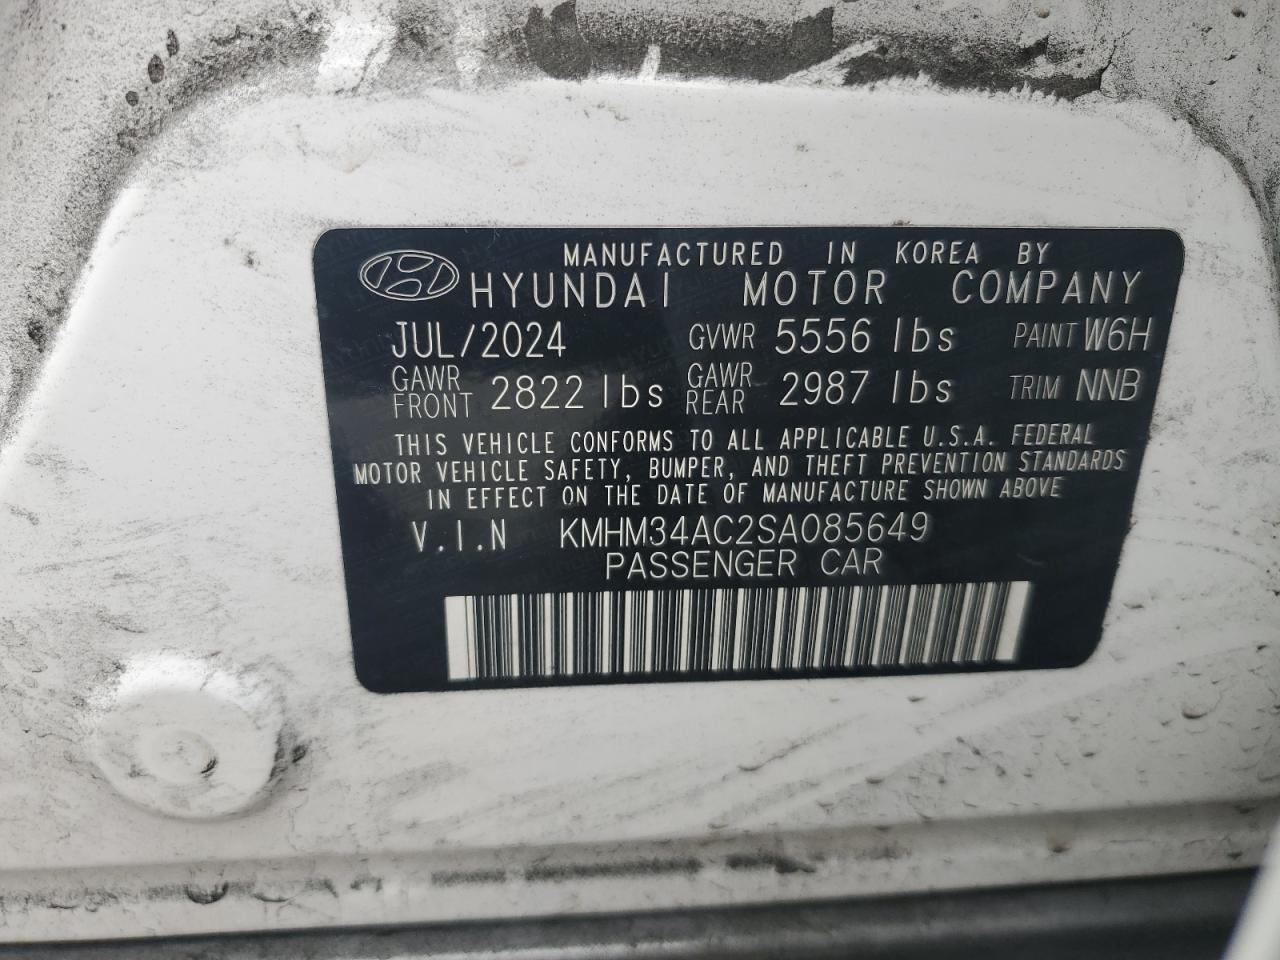 MANUFACTURED IN KOREA BY
HYUNDAI MOTOR COMPANY
JUL/2024 GVWR 5556 lbs PAINT W6H
GAWR FRONT 2822 lbs GAWR REAR 2987 lbs TRIM NNB
THIS VEHICLE CONFORMS TO ALL APPLICABLE U.S.A. FEDERAL
MOTOR VEHICLE SAFETY, BUMPER, AND THEFT PREVENTION STANDARDS
IN EFFECT ON THE DATE OF MANUFACTURE SHOWN ABOVE
V.I.N KMHM34AC2SA085649
PASSENGER CAR